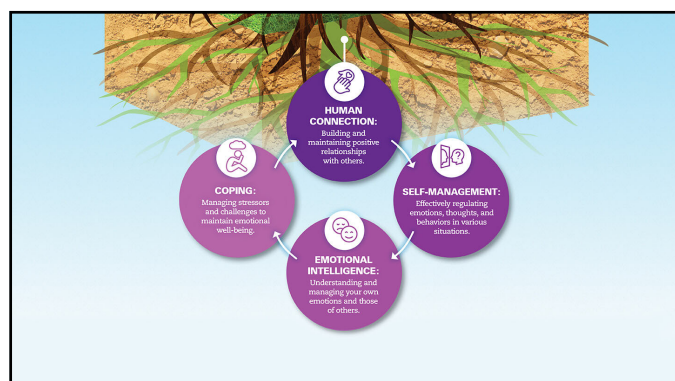 HUMAN
CONNECTION:
Building and
maintaining positive
relationships
with others.
SELF-MANAGEMENT:
Effectively regulating
emotions, thoughts, and
behaviors in various
situations.
EMOTIONAL
INTELLIGENCE:
Understanding and
managing your own
emotions and those
of others.
COPING:
Managing stressors
and challenges to
maintain emotional
well-being.
?